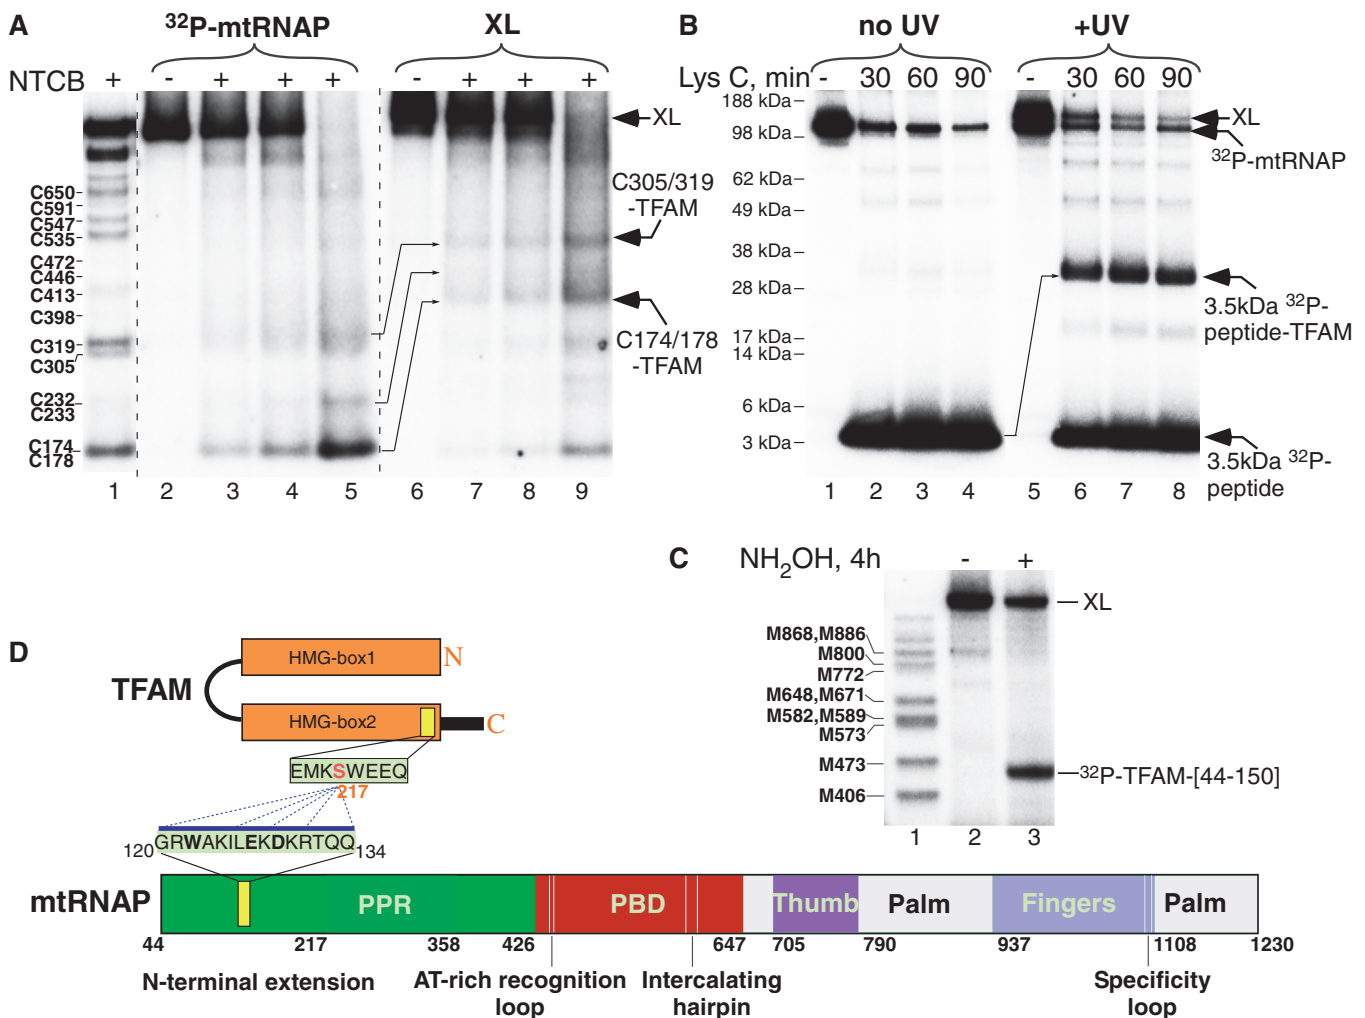 A
³²P-mtRNAP
XL
NTCB
+ - + + + - + + +
XL
C305/319
-TFAM
C174/178
-TFAM
C650
C591
C547
C535
C472
C446
C413
C398
C319
C305
C232
C233
C174
C178
1 2 3 4 5 6 7 8 9
B
no UV
+UV
Lys C, min - 30 60 90 - 30 60 90
188 kDa
98 kDa
62 kDa
49 kDa
38 kDa
28 kDa
17 kDa
14 kDa
6 kDa
3 kDa
XL
³²P-mtRNAP
3.5kDa ³²P-
peptide-TFAM
3.5kDa ³²P-
peptide
1 2 3 4 5 6 7 8
C
NH₂OH, 4h - +
XL
M868,M886
M800
M772
M648,M671
M582,M589
M573
M473
M406
³²P-TFAM-[44-150]
1 2 3
D
TFAM
HMG-box1
N
HMG-box2
C
EMKSWEEQ
217
GRWAKILEKDKRTQQ
120
134
mtRNAP
PPR
PBD
Thumb
Palm
Fingers
Palm
44 217 358 426 647 705 790 937 1108 1230
N-terminal extension
AT-rich recognition
loop
Intercalating
hairpin
Specificity
loop